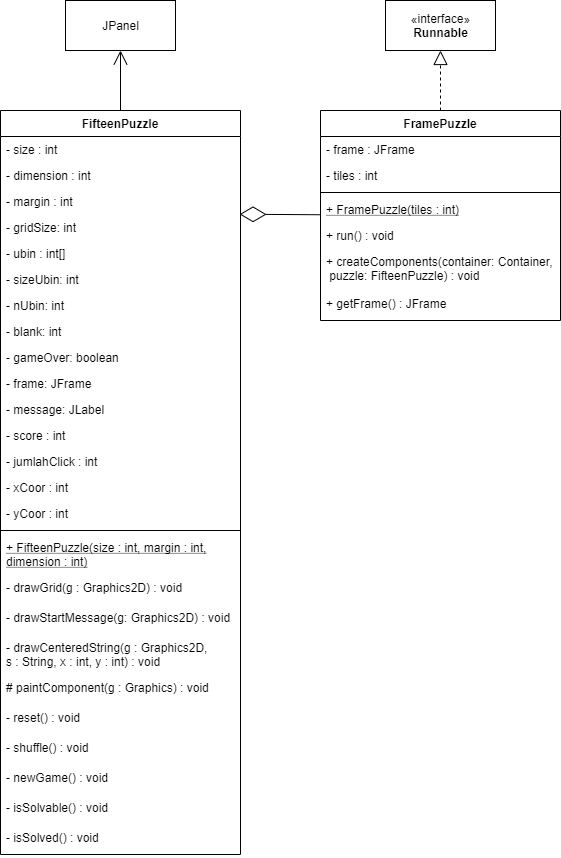 JPanel
«interface»
Runnable
FifteenPuzzle
- size : int
- dimension : int
- margin : int
- gridSize: int
- ubin : int[]
- sizeUbin: int
- nUbin: int
- blank: int
- gameOver: boolean
- frame: JFrame
- message: JLabel
- score : int
- jumlahClick : int
- xCoor : int
- yCoor : int
+ FifteenPuzzle(size : int, margin : int,
dimension : int)
- drawGrid(g : Graphics2D) : void
- drawStartMessage(g: Graphics2D) : void
- drawCenteredString(g : Graphics2D,
s : String, x : int, y : int) : void
# paintComponent(g : Graphics) : void
- reset() : void
- shuffle() : void
- newGame() : void
- isSolvable() : void
- isSolved() : void
FramePuzzle
- frame : JFrame
- tiles : int
+ FramePuzzle(tiles : int)
+ run() : void
+ createComponents(container: Container,
puzzle: FifteenPuzzle) : void
+ getFrame() : JFrame